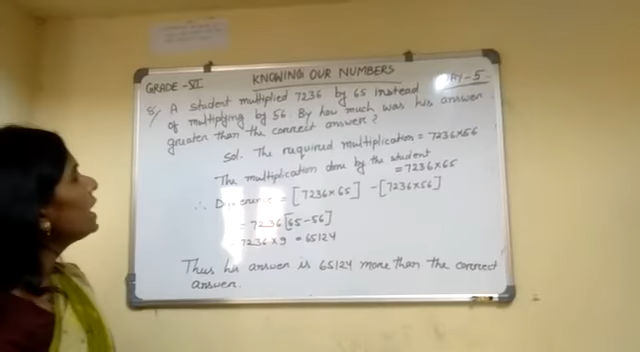 GRADE-VI KNOWING OUR NUMBERS DAY-5
8) A student multiplied 7236 by 65 instead
of multiplying by 56. By how much was his answer
greater than the correct answer?
Sol. The required multiplication = 7236×56
The multiplication done by the student
= 7236×65
∴ Difference = [7236×65] - [7236×56]
= 7236 [65-56]
= 7236 × 9 = 65124
Thus his answer is 65124 more than the correct
answer.